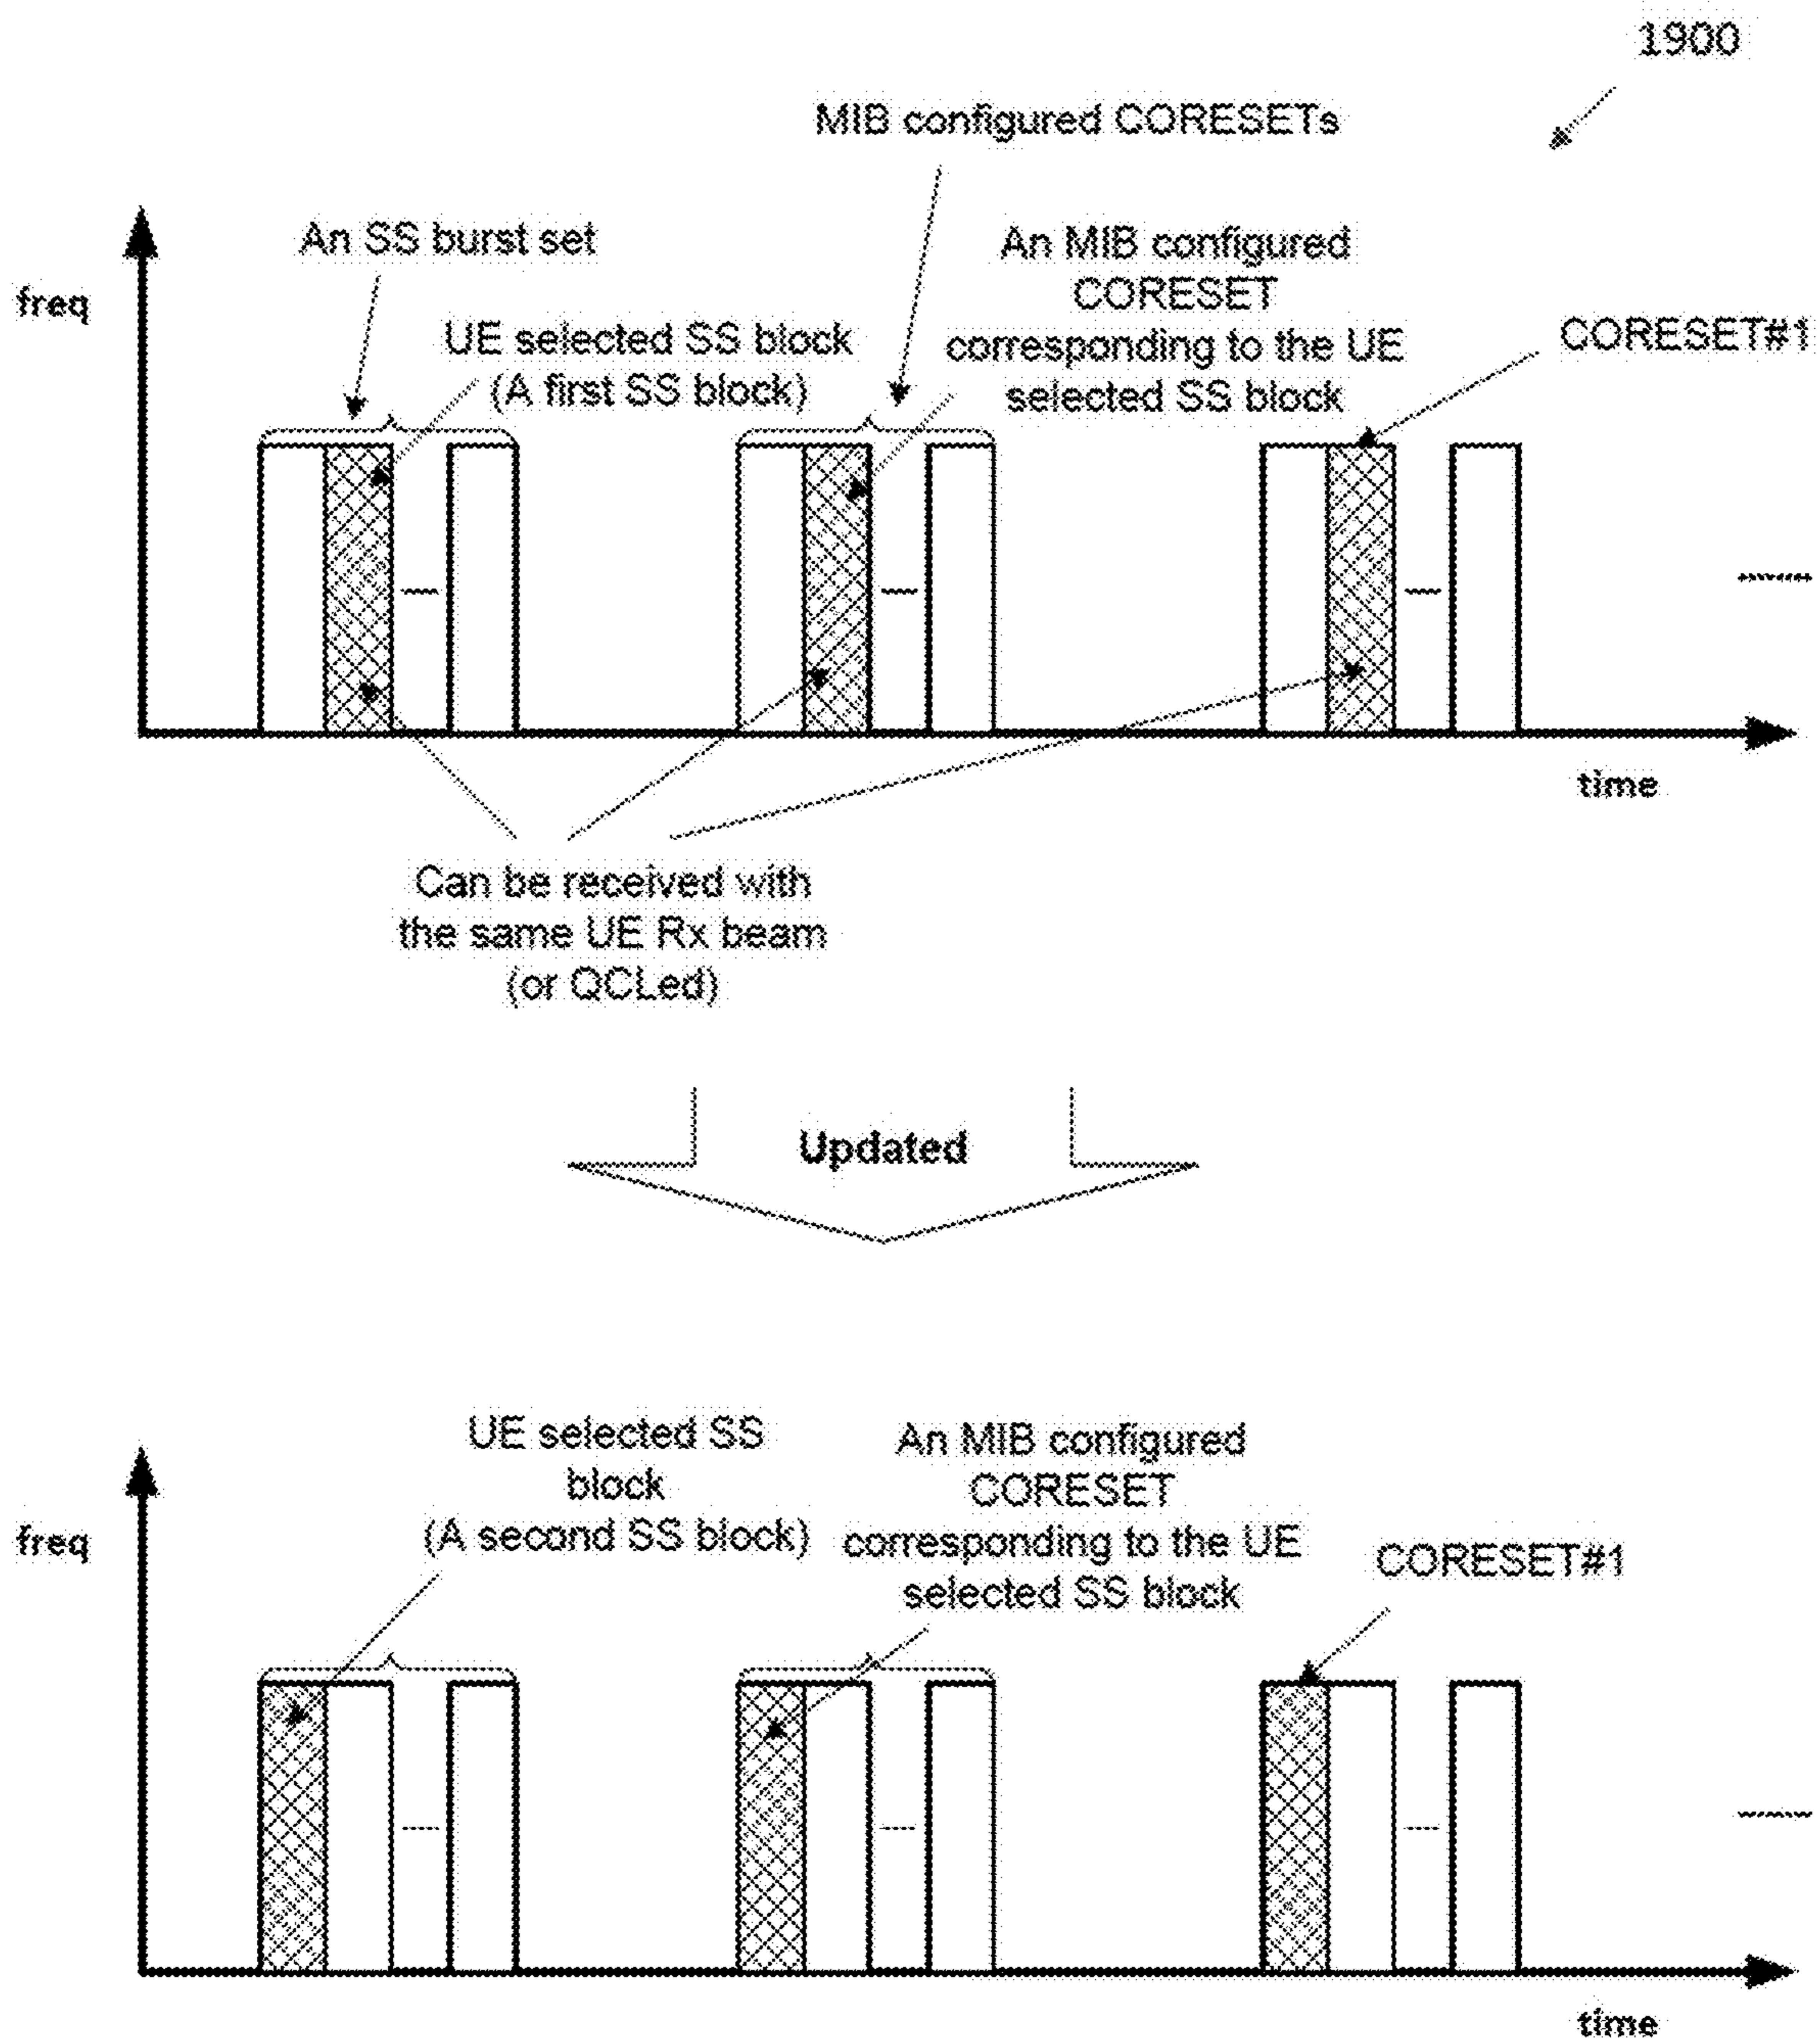 1900
MIB configured CORESETs
An SS burst set
An MIB configured
CORESET
corresponding to the UE
selected SS block
freq
UE selected SS block
(A first SS block)
CORESET#1
time
Can be received with
the same UE Rx beam
(or QCLed)
Updated
UE selected SS
block
(A second SS block)
An MIB configured
CORESET
corresponding to the UE
selected SS block
freq
CORESET#1
time